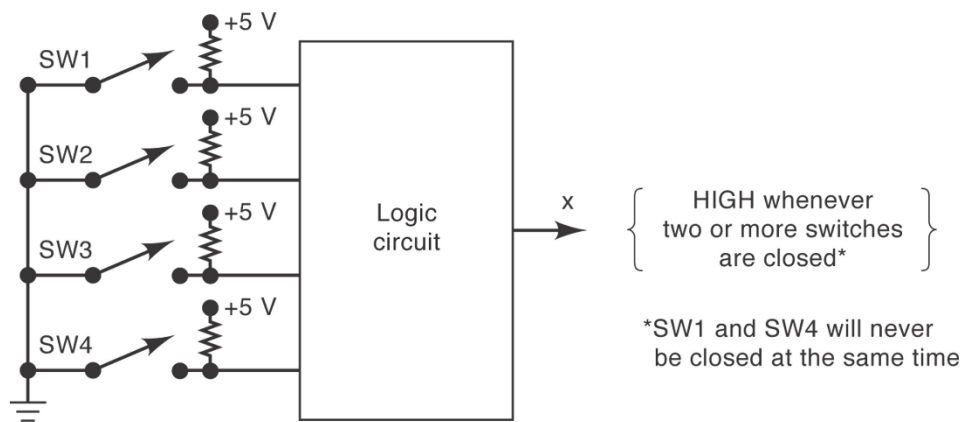 +5 V
SW1
+5 V
SW2
+5 V
SW3
+5 V
SW4
Logic
circuit
x
HIGH whenever
two or more switches
are closed*
*SW1 and SW4 will never
be closed at the same time